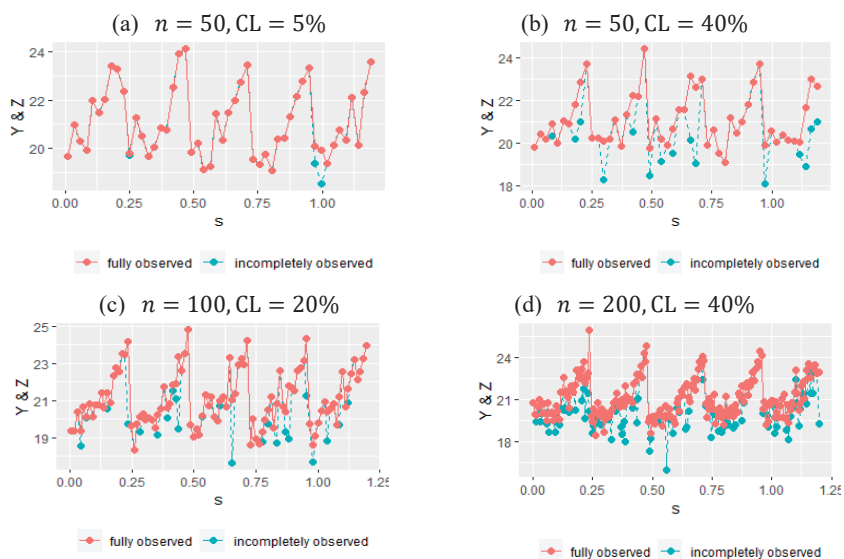 (a) n = 50, CL = 5%
24
22
20
Y & Z
0.00 0.25 0.50 0.75 1.00
s
fully observed incompletely observed
(b) n = 50, CL = 40%
24
22
20
18
Y & Z
0.00 0.25 0.50 0.75 1.00
s
fully observed incompletely observed
(c) n = 100, CL = 20%
25
23
21
19
Y & Z
0.00 0.25 0.50 0.75 1.00 1.25
s
fully observed incompletely observed
(d) n = 200, CL = 40%
24
21
19
16
Y & Z
0.00 0.25 0.50 0.75 1.00 1.25
s
fully observed incompletely observed